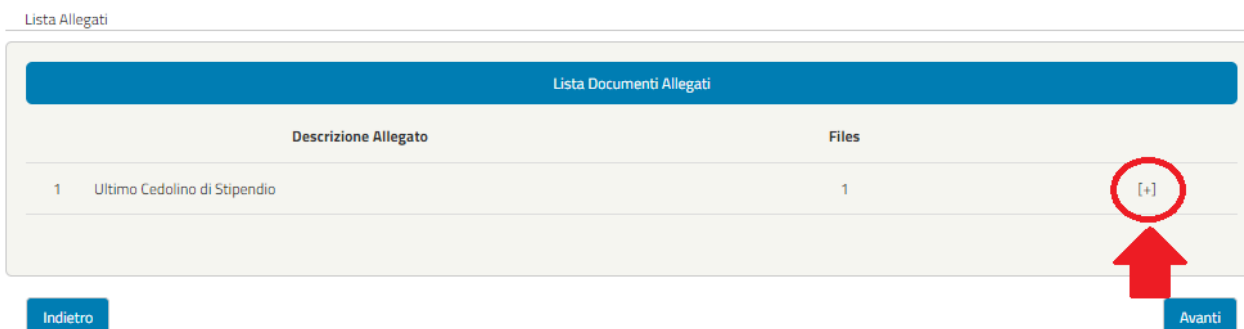 Lista Allegati
Lista Documenti Allegati
Descrizione Allegato Files
1 Ultimo Cedolino di Stipendio 1 [+]
Indietro Avanti